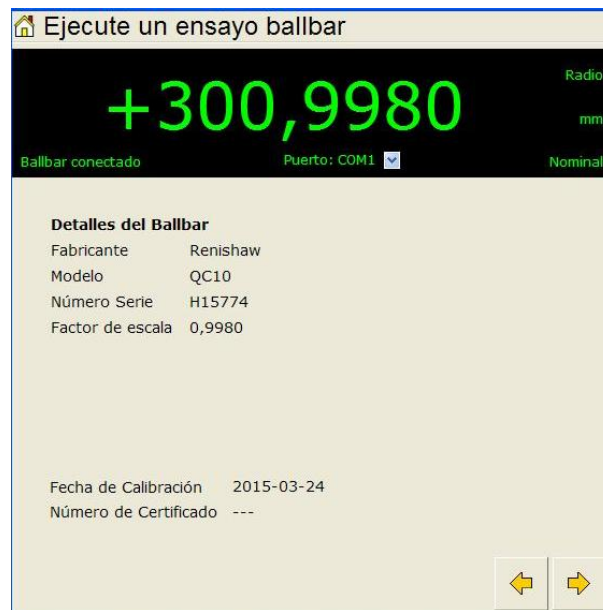 Ejecute un ensayo ballbar
Radio
+300,9980
mm
Ballbar conectado Puerto: COM1 Nominal
Detalles del Ballbar
Fabricante Renishaw
Modelo QC10
Número Serie H15774
Factor de escala 0,9980
Fecha de Calibración 2015-03-24
Número de Certificado ---